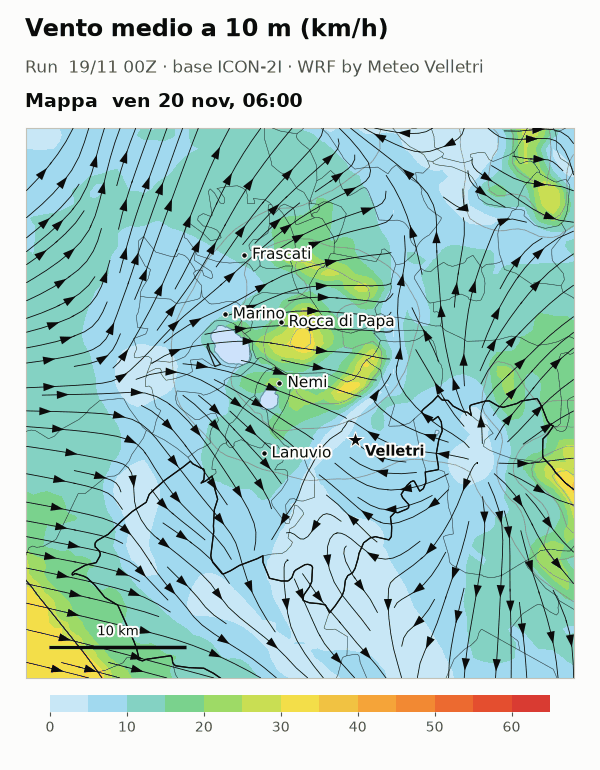 Vento medio a 10 m (km/h)
Run  19/11 00Z · base ICON-2I · WRF by Meteo Velletri
Mappa  ven 20 nov, 06:00
Frascati
Marino
Rocca di Papa
Nemi
Velletri
Lanuvio
10 km
0 10 20 30 40 50 60